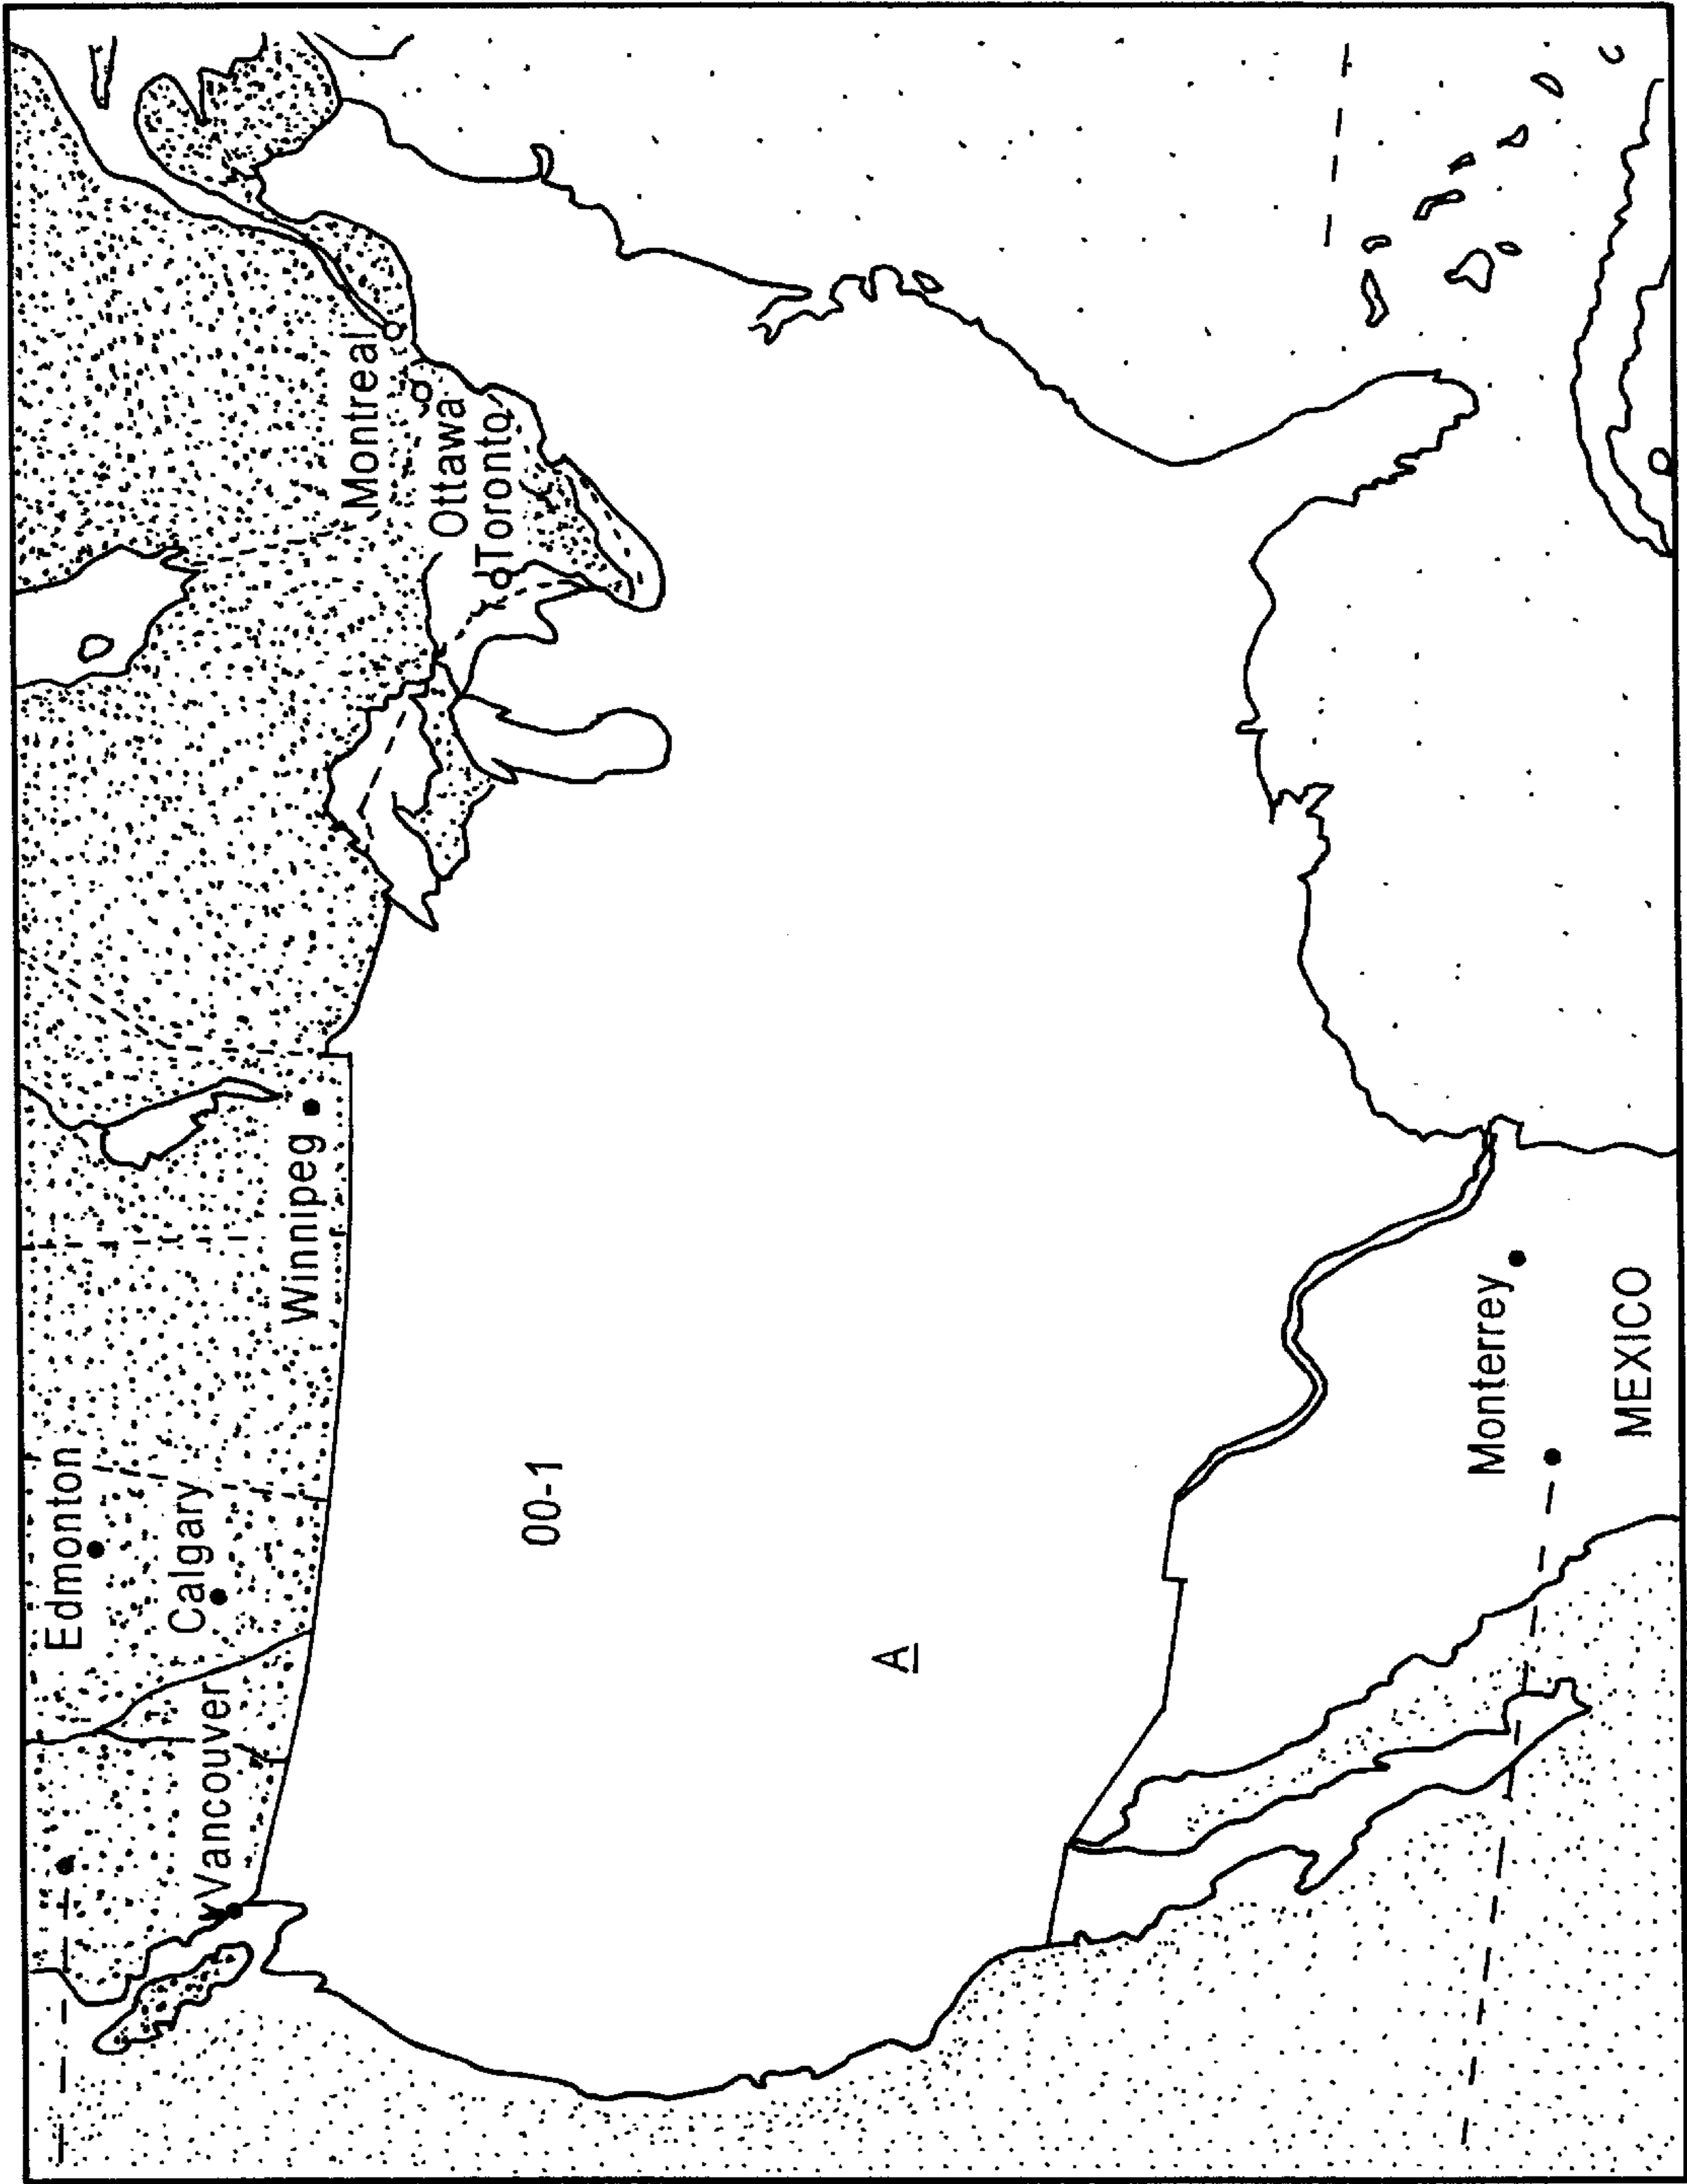 Edmonton
Calgary
Vancouver
Winnipeg
Montreal
Ottawa
Toronto
00-1
A
Monterrey
MEXICO